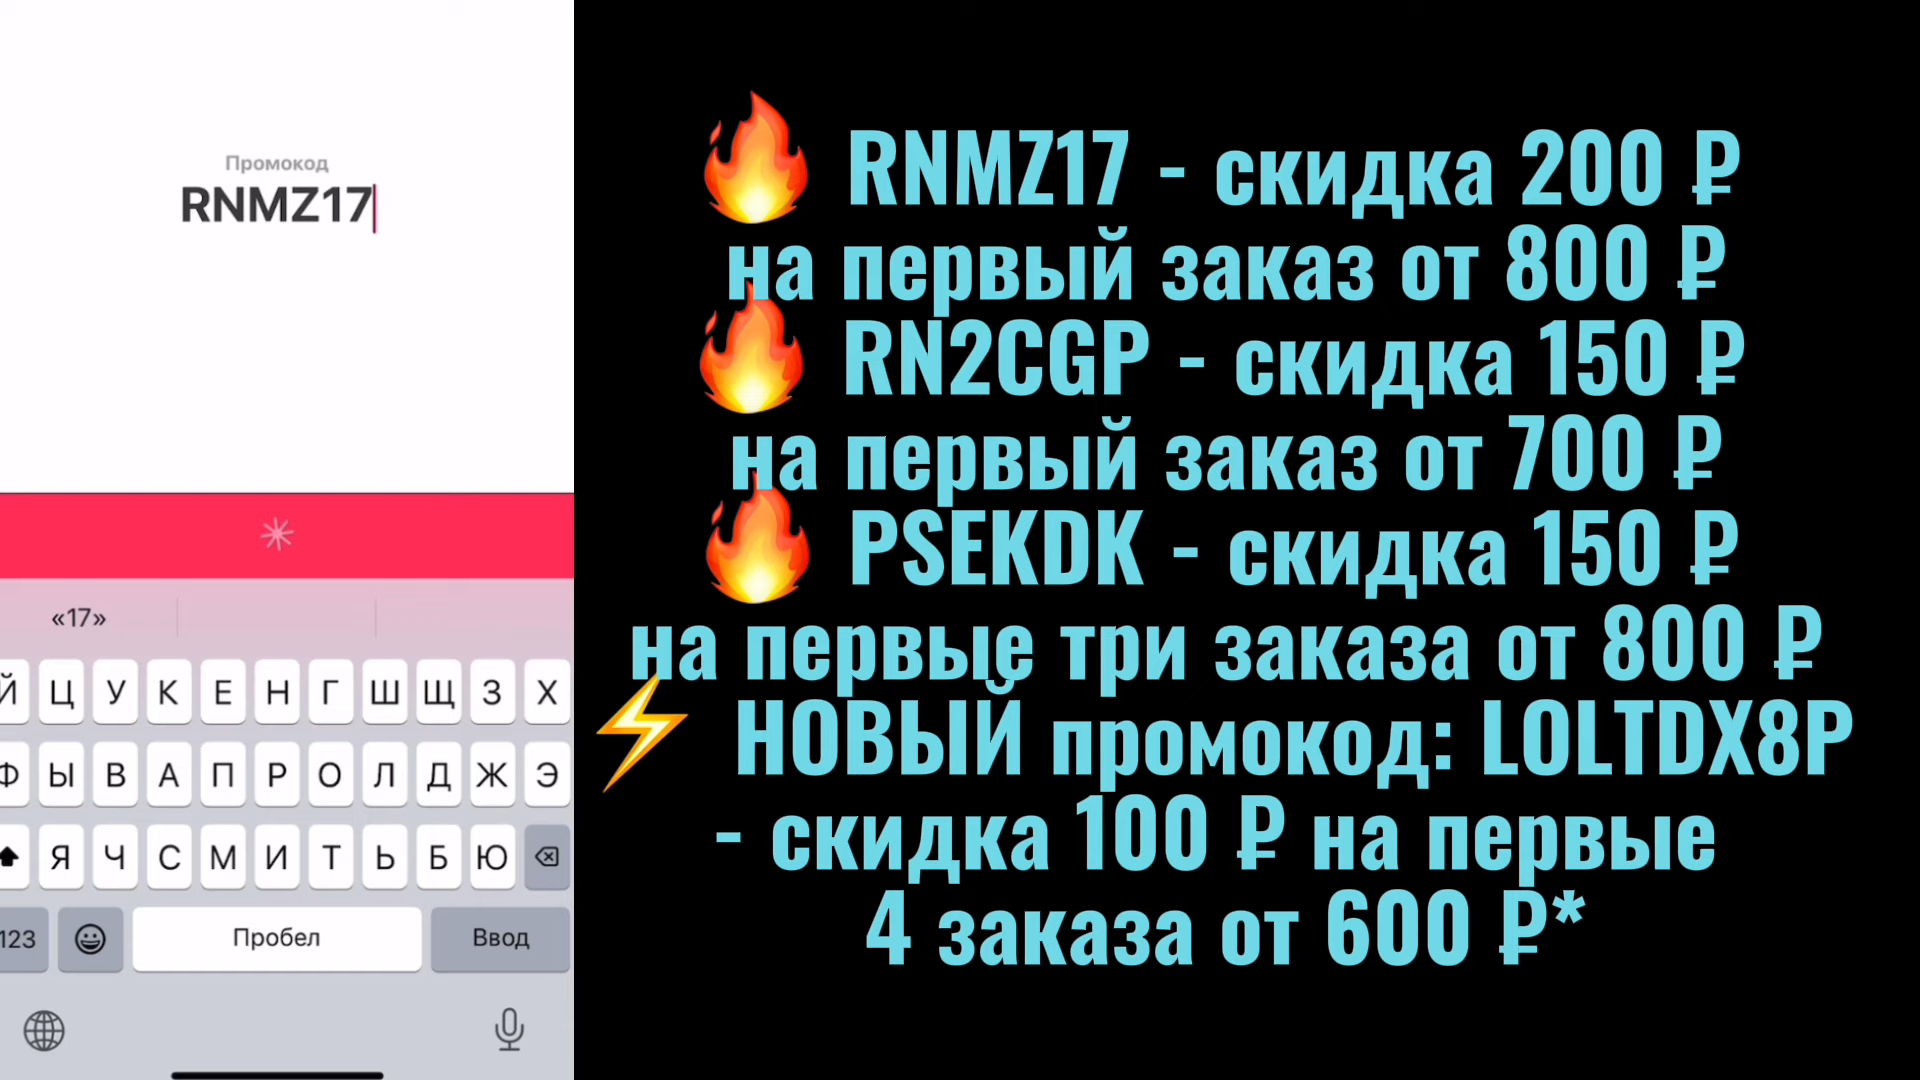 Промокод
RNMZ17
«17»
Й Ц У К Е Н Г Ш Щ З Х
Ф Ы В А П Р О Л Д Ж Э
Я Ч С М И Т Ь Б Ю
123 Пробел Ввод
🔥 RNMZ17 - скидка 200 ₽
на первый заказ от 800 ₽
🔥 RN2CGP - скидка 150 ₽
на первый заказ от 700 ₽
🔥 PSEKDK - скидка 150 ₽
на первые три заказа от 800 ₽
⚡ НОВЫЙ промокод: LOLTDX8P
- скидка 100 ₽ на первые
4 заказа от 600 ₽*